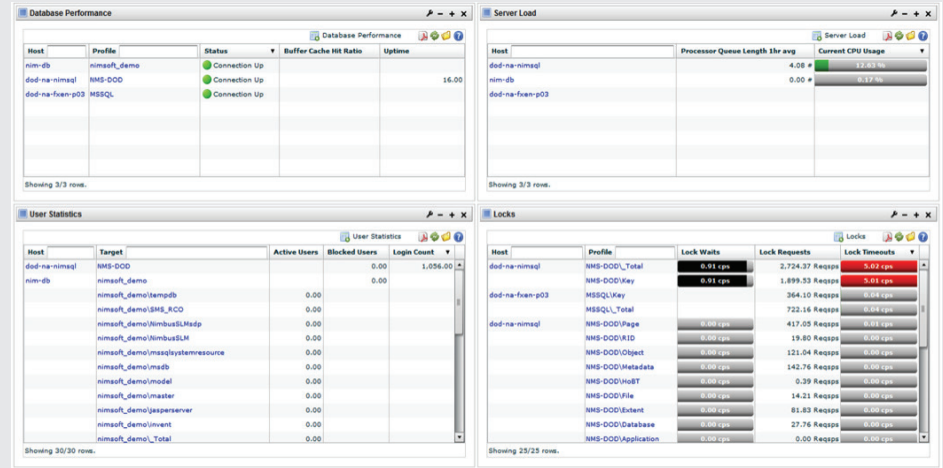 Database Performance
Database Performance
Host Profile Status Buffer Cache Hit Ratio Uptime
nim-db nimsoft_demo Connection Up
dod-na-nimsql NMS-DOD Connection Up 16.00
dod-na-fxen-p03 MSSQL Connection Up
Showing 3/3 rows.
Server Load
Server Load
Host Processor Queue Length 1hr avg Current CPU Usage
dod-na-nimsql 4.08 # 12.03 %
nim-db 0.00 # 0.17 %
dod-na-fxen-p03
Showing 3/3 rows.
User Statistics
User Statistics
Host Target Active Users Blocked Users Login Count
dod-na-nimsql NMS-DOD 0.00 1,056.00
nim-db nimsoft_demo 0.00
nimsoft_demo\tempdb 0.00
nimsoft_demo\SMS_RCO 0.00
nimsoft_demo\NimbusSLMsdp 0.00
nimsoft_demo\NimbusSLM 0.00
nimsoft_demo\mssqlsystemresource 0.00
nimsoft_demo\msdb 0.00
nimsoft_demo\model 0.00
nimsoft_demo\master 0.00
nimsoft_demo\jasperserver 0.00
nimsoft_demo\invent 0.00
nimsoft_demo\_Total 0.00
Showing 30/30 rows.
Locks
Locks
Host Profile Lock Waits Lock Requests Lock Timeouts
dod-na-nimsql NMS-DOD\_Total 0.91 cps 2,724.37 Reqsps 5.02 cps
NMS-DOD\Key 0.91 cps 1,899.53 Reqsps 5.01 cps
dod-na-fxen-p03 MSSQL\Key 364.10 Reqsps 0.04 cps
MSSQL\_Total 722.16 Reqsps 0.04 cps
dod-na-nimsql NMS-DOD\Page 0.00 cps 417.05 Reqsps 0.01 cps
NMS-DOD\RID 0.00 cps 19.80 Reqsps 0.00 cps
NMS-DOD\Object 0.00 cps 121.04 Reqsps 0.00 cps
NMS-DOD\Metadata 0.00 cps 142.76 Reqsps 0.00 cps
NMS-DOD\HoBT 0.00 cps 0.39 Reqsps 0.00 cps
NMS-DOD\File 0.00 cps 14.21 Reqsps 0.00 cps
NMS-DOD\Extent 0.00 cps 81.83 Reqsps 0.00 cps
NMS-DOD\Database 0.00 cps 27.76 Reqsps 0.00 cps
NMS-DOD\Application 0.00 cps 0.00 Reqsps 0.00 cps
Showing 25/25 rows.